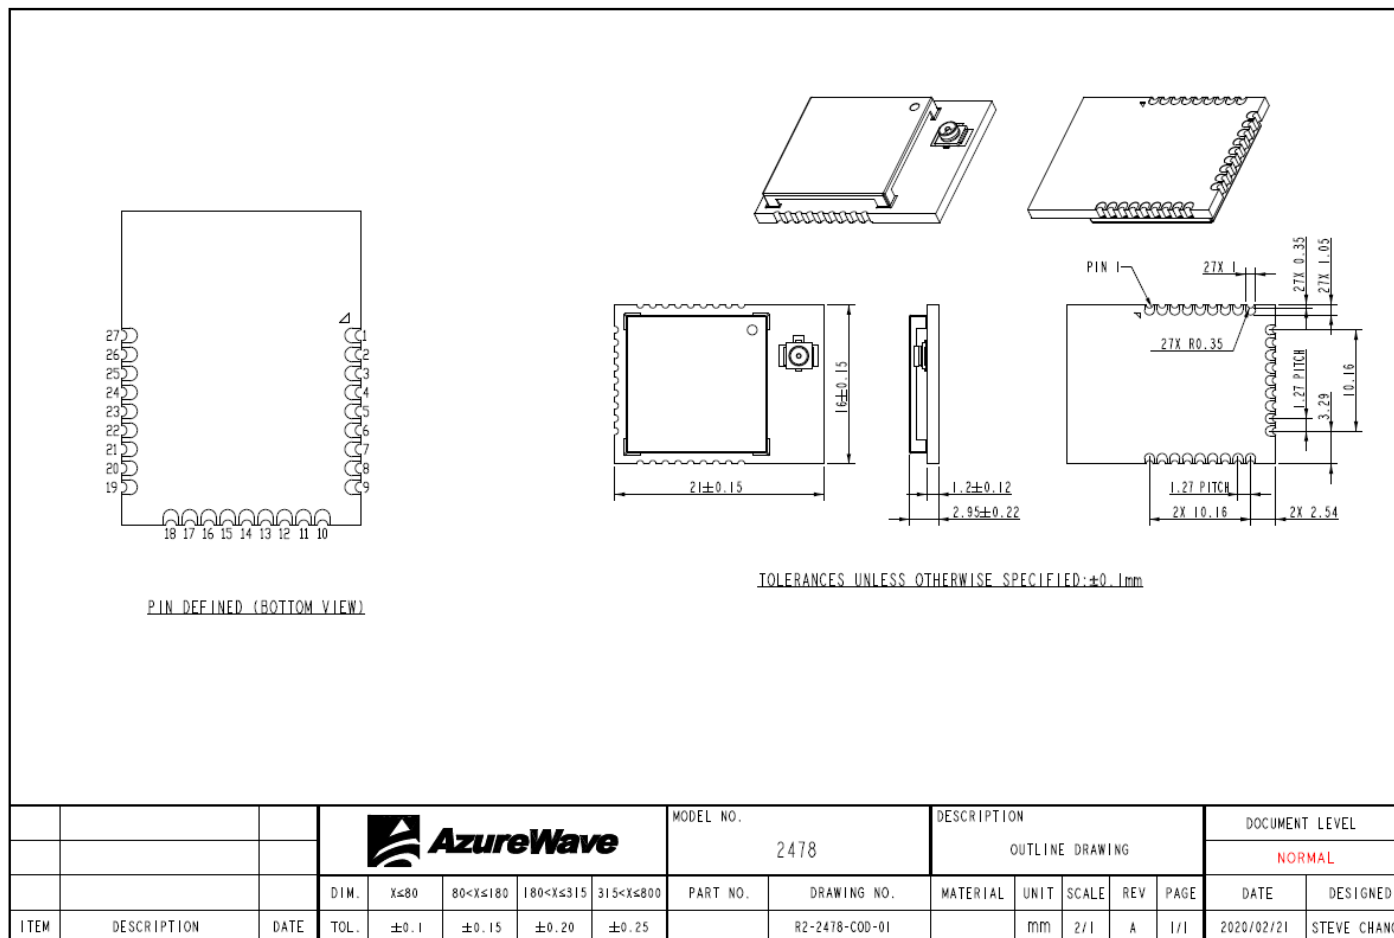 PIN 1
27X 1
27X 0.35
27X 1.05
27X R0.35
1.27 PITCH
10.16
3.29
16±0.15
21±0.15
1.2±0.12
2.95±0.22
1.27 PITCH
2X 10.16
2X 2.54
27
26
25
24
23
22
21
20
19
1
2
3
4
5
6
7
8
9
18 17 16 15 14 13 12 11 10
PIN DEFINED (BOTTOM VIEW)
TOLERANCES UNLESS OTHERWISE SPECIFIED:±0.1mm
AzureWave
MODEL NO.
2478
DESCRIPTION
OUTLINE DRAWING
DOCUMENT LEVEL
NORMAL
DIM. X≤80 80<X≤180 180<X≤315 315<X≤800 PART NO. DRAWING NO. MATERIAL UNIT SCALE REV PAGE DATE DESIGNED
ITEM DESCRIPTION DATE TOL. ±0.1 ±0.15 ±0.20 ±0.25 R2-2478-COD-01 mm 2/1 A 1/1 2020/02/21 STEVE CHANG